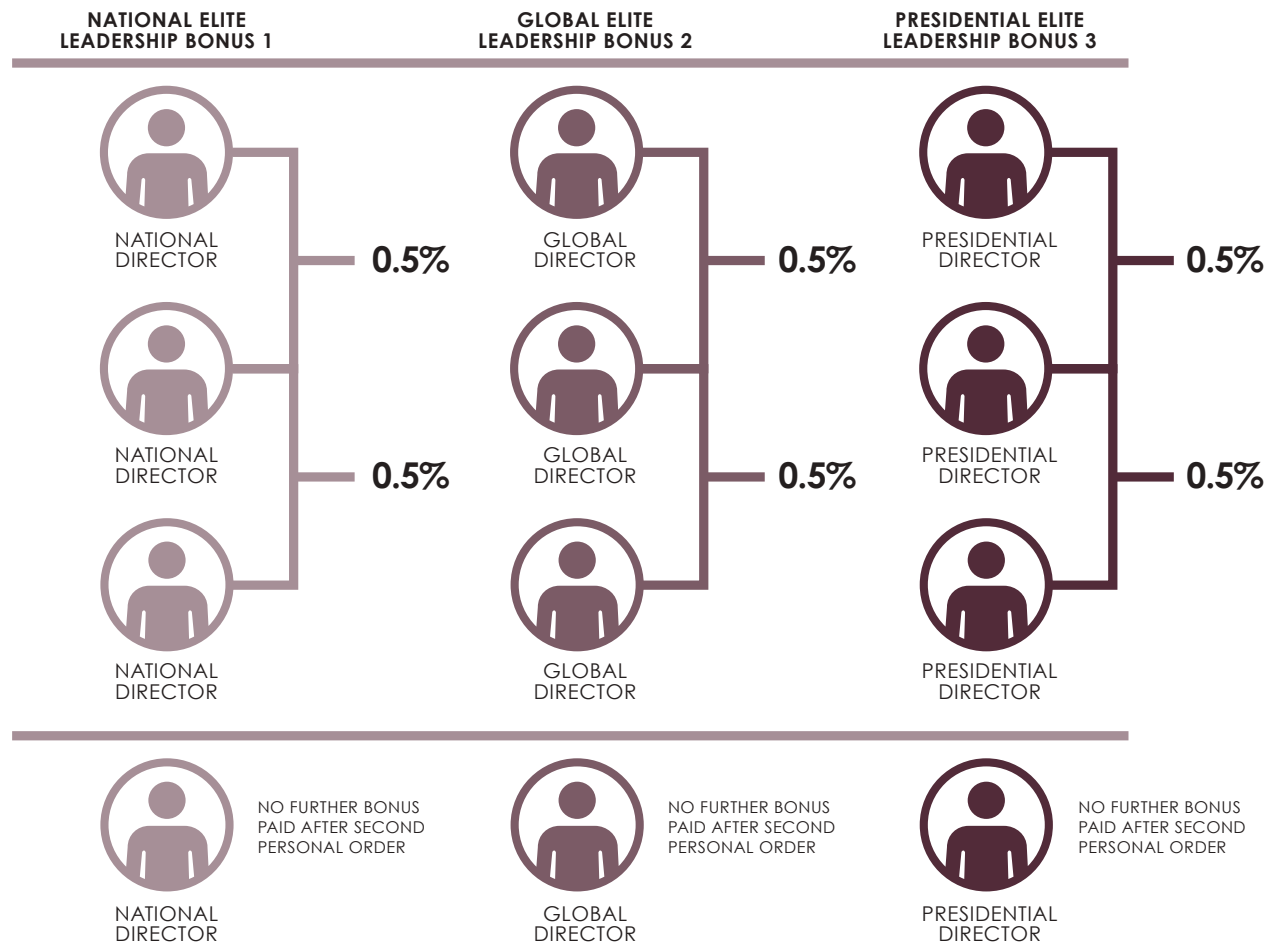 NATIONAL ELITE
LEADERSHIP BONUS 1
GLOBAL ELITE
LEADERSHIP BONUS 2
PRESIDENTIAL ELITE
LEADERSHIP BONUS 3
NATIONAL
DIRECTOR
0.5%
GLOBAL
DIRECTOR
0.5%
PRESIDENTIAL
DIRECTOR
0.5%
NATIONAL
DIRECTOR
0.5%
GLOBAL
DIRECTOR
0.5%
PRESIDENTIAL
DIRECTOR
0.5%
NATIONAL
DIRECTOR
GLOBAL
DIRECTOR
PRESIDENTIAL
DIRECTOR
NO FURTHER BONUS
PAID AFTER SECOND
PERSONAL ORDER
NATIONAL
DIRECTOR
NO FURTHER BONUS
PAID AFTER SECOND
PERSONAL ORDER
GLOBAL
DIRECTOR
NO FURTHER BONUS
PAID AFTER SECOND
PERSONAL ORDER
PRESIDENTIAL
DIRECTOR